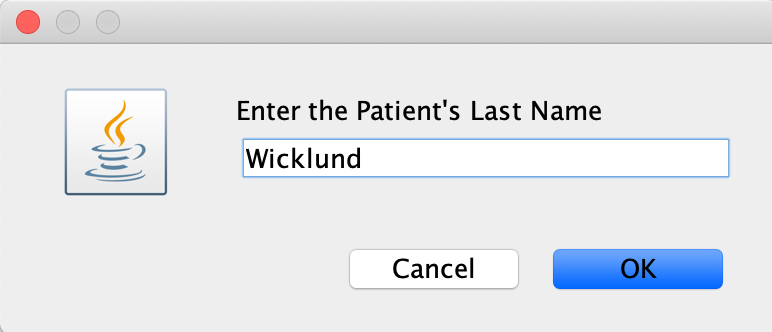 Enter the Patient's Last Name
Wicklund
Cancel
OK